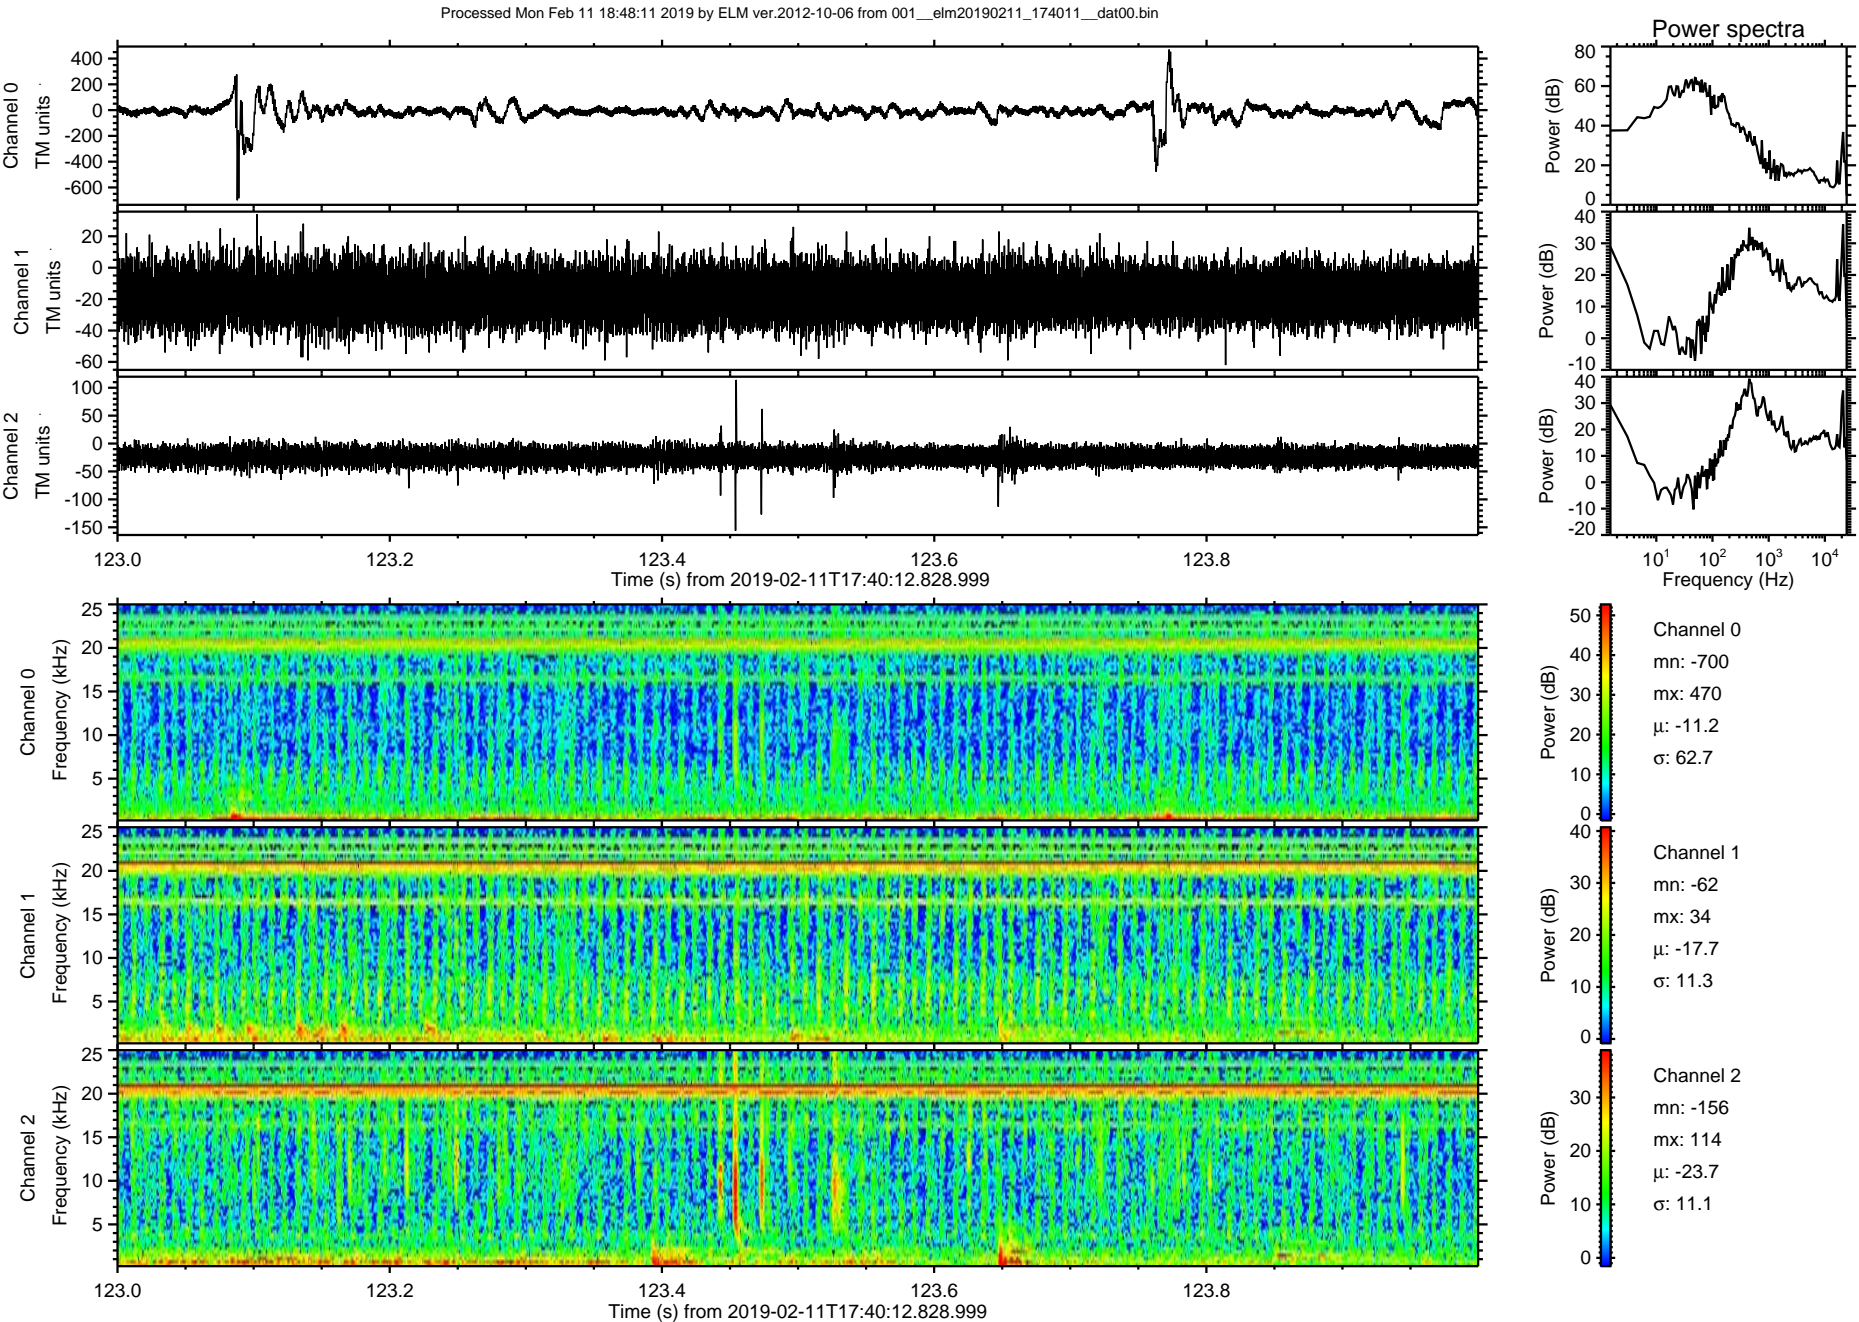 Processed Mon Feb 11 18:48:11 2019 by ELM ver.2012-10-06 from 001__elm20190211_174011__dat00.bin
Power spectra
Channel 0
TM units
400
200
0
-200
-400
-600
Power (dB)
80
60
40
20
0
Channel 1
TM units
20
0
-20
-40
-60
Power (dB)
40
30
20
10
0
-10
Channel 2
TM units
100
50
0
-50
-100
-150
Power (dB)
40
30
20
10
0
-10
-20
123.0 123.2 123.4 123.6 123.8
Time (s) from 2019-02-11T17:40:12.828.999
10¹ 10² 10³ 10⁴
Frequency (Hz)
Channel 0
Frequency (kHz)
25
20
15
10
5
Power (dB)
50
40
30
20
10
0
Channel 0
mn: -700
mx: 470
μ: -11.2
σ: 62.7
Channel 1
Frequency (kHz)
25
20
15
10
5
Power (dB)
40
30
20
10
0
Channel 1
mn: -62
mx: 34
μ: -17.7
σ: 11.3
Channel 2
Frequency (kHz)
25
20
15
10
5
Power (dB)
30
20
10
0
Channel 2
mn: -156
mx: 114
μ: -23.7
σ: 11.1
123.0 123.2 123.4 123.6 123.8
Time (s) from 2019-02-11T17:40:12.828.999